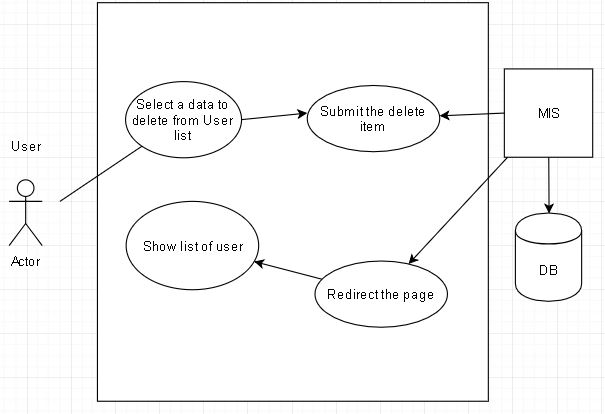 User
Actor
Select a data to
delete from User
list
Submit the delete
item
MIS
DB
Show list of user
Redirect the page